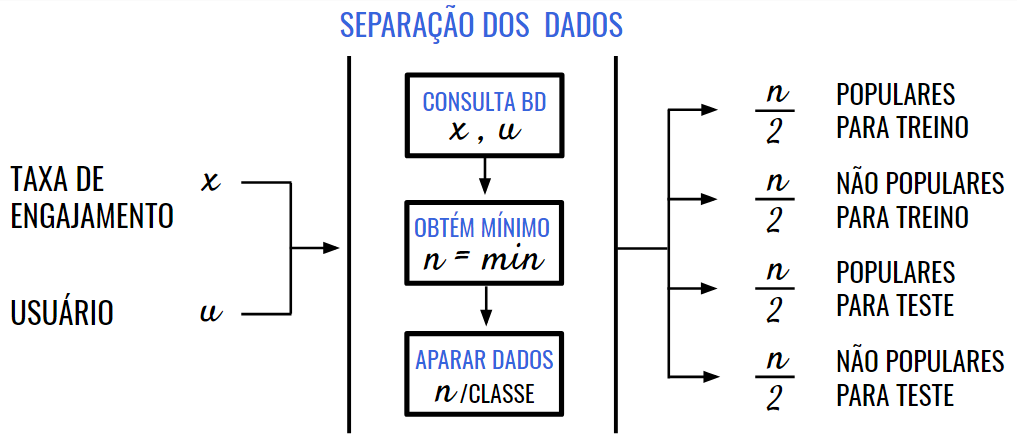 SEPARAÇÃO DOS DADOS
TAXA DE
ENGAJAMENTO
x
USUÁRIO
u
CONSULTA BD
x , u
OBTÉM MÍNIMO
n = min
APARAR DADOS
n /CLASSE
n
2
POPULARES
PARA TREINO
n
2
NÃO POPULARES
PARA TREINO
n
2
POPULARES
PARA TESTE
n
2
NÃO POPULARES
PARA TESTE